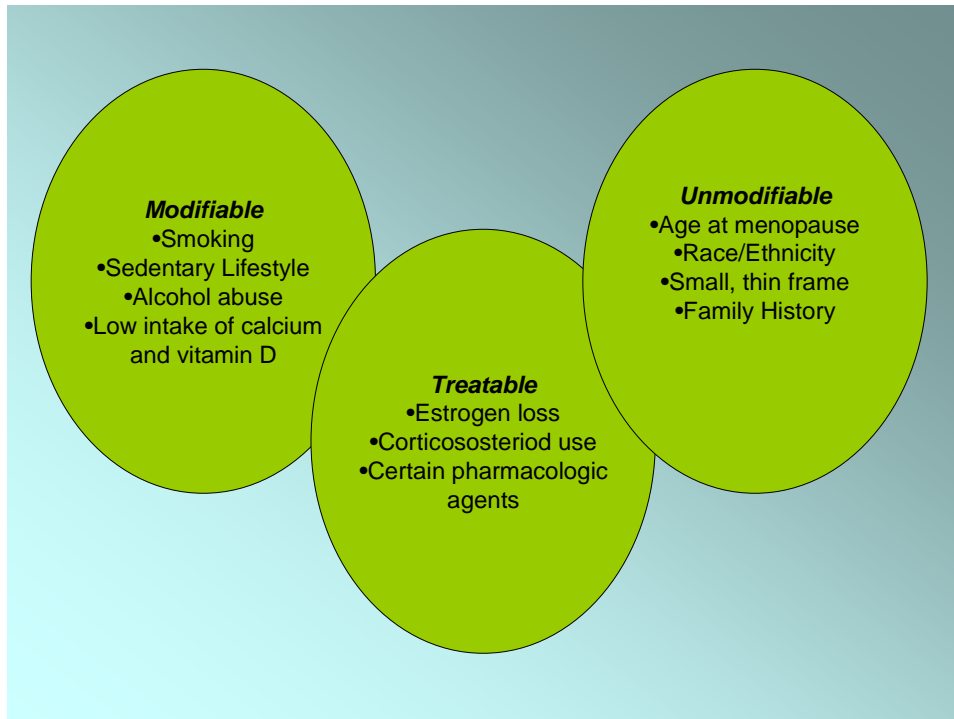 Modifiable
•Smoking
•Sedentary Lifestyle
•Alcohol abuse
•Low intake of calcium
and vitamin D
Treatable
•Estrogen loss
•Corticososteriod use
•Certain pharmacologic
agents
Unmodifiable
•Age at menopause
•Race/Ethnicity
•Small, thin frame
•Family History